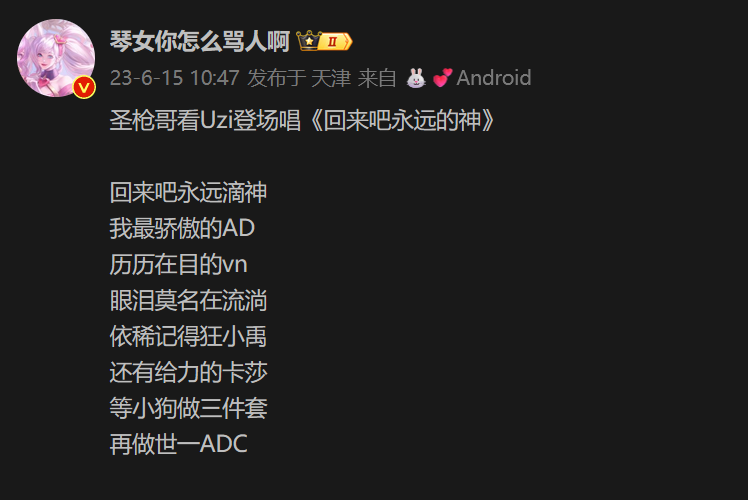 琴女你怎么骂人啊 II
23-6-15 10:47 发布于 天津 来自 🐰💕Android
圣枪哥看Uzi登场唱《回来吧永远的神》
回来吧永远滴神
我最骄傲的AD
历历在目的vn
眼泪莫名在流淌
依稀记得狂小禹
还有给力的卡莎
等小狗做三件套
再做世一ADC